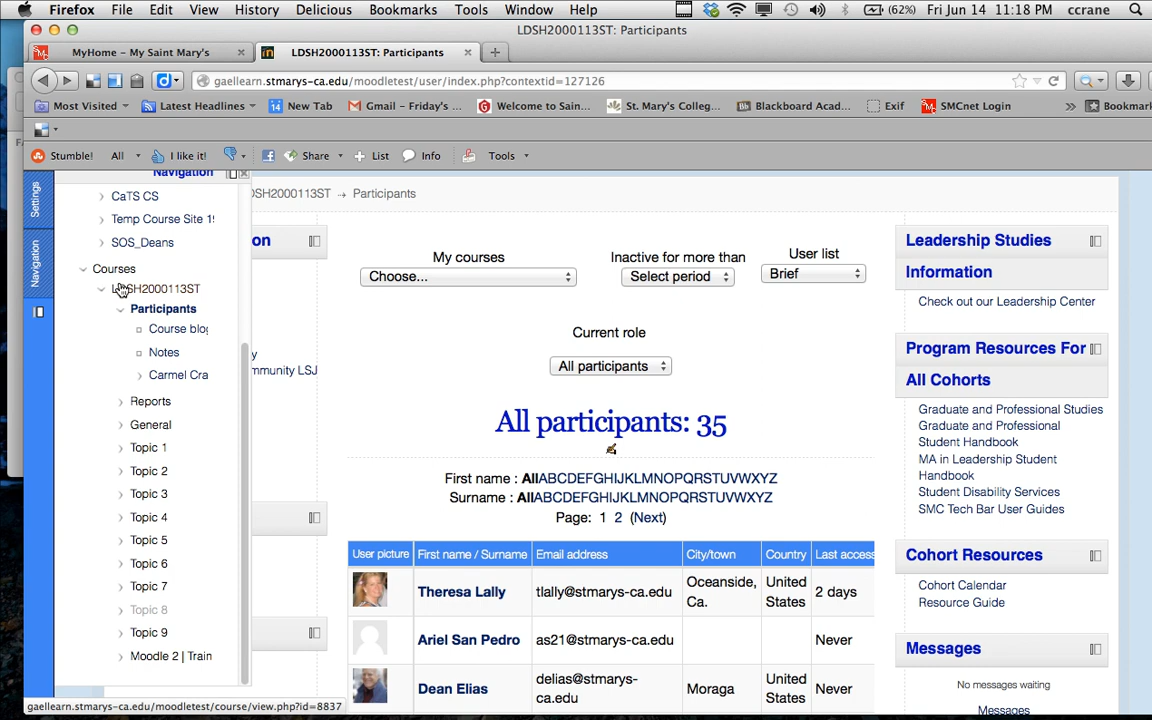 Firefox File Edit View History Delicious Bookmarks Tools Window Help (62%) Fri Jun 14 11:18 PM ccrane
LDSH2000113ST: Participants
MyHome - My Saint Mary's
LDSH2000113ST: Participants
gaellearn.stmarys-ca.edu/moodletest/user/index.php?contextid=127126
Most Visited Latest Headlines New Tab Gmail - Friday's ... Welcome to Sain... St. Mary's Colleg... Blackboard Acad... Exif SMCnet Login » Bookmar
Stumble! All I like it! Share List Info Tools
Settings
Navigation
Navigation
CaTS CS
Temp Course Site 1
SOS_Deans
Courses
LDSH2000113ST
Participants
Course blog
Notes
Carmel Cra
Reports
General
Topic 1
Topic 2
Topic 3
Topic 4
Topic 5
Topic 6
Topic 7
Topic 8
Topic 9
Moodle 2 | Train
DSH2000113ST → Participants
on
y
mmunity LSJ
My courses
Choose...
Inactive for more than
Select period
User list
Brief
Current role
All participants
All participants: 35
First name : AllABCDEFGHIJKLMNOPQRSTUVWXYZ
Surname : AllABCDEFGHIJKLMNOPQRSTUVWXYZ
Page: 1 2 (Next)
User picture First name / Surname Email address City/town Country Last access
Theresa Lally tlally@stmarys-ca.edu Oceanside, Ca. United States 2 days
Ariel San Pedro as21@stmarys-ca.edu Never
Dean Elias delias@stmarys-ca.edu Moraga United States Never
Leadership Studies
Information
Check out our Leadership Center
Program Resources For
All Cohorts
Graduate and Professional Studies
Graduate and Professional
Student Handbook
MA in Leadership Student
Handbook
Student Disability Services
SMC Tech Bar User Guides
Cohort Resources
Cohort Calendar
Resource Guide
Messages
No messages waiting
Messages
gaellearn.stmarys-ca.edu/moodletest/course/view.php?id=8837